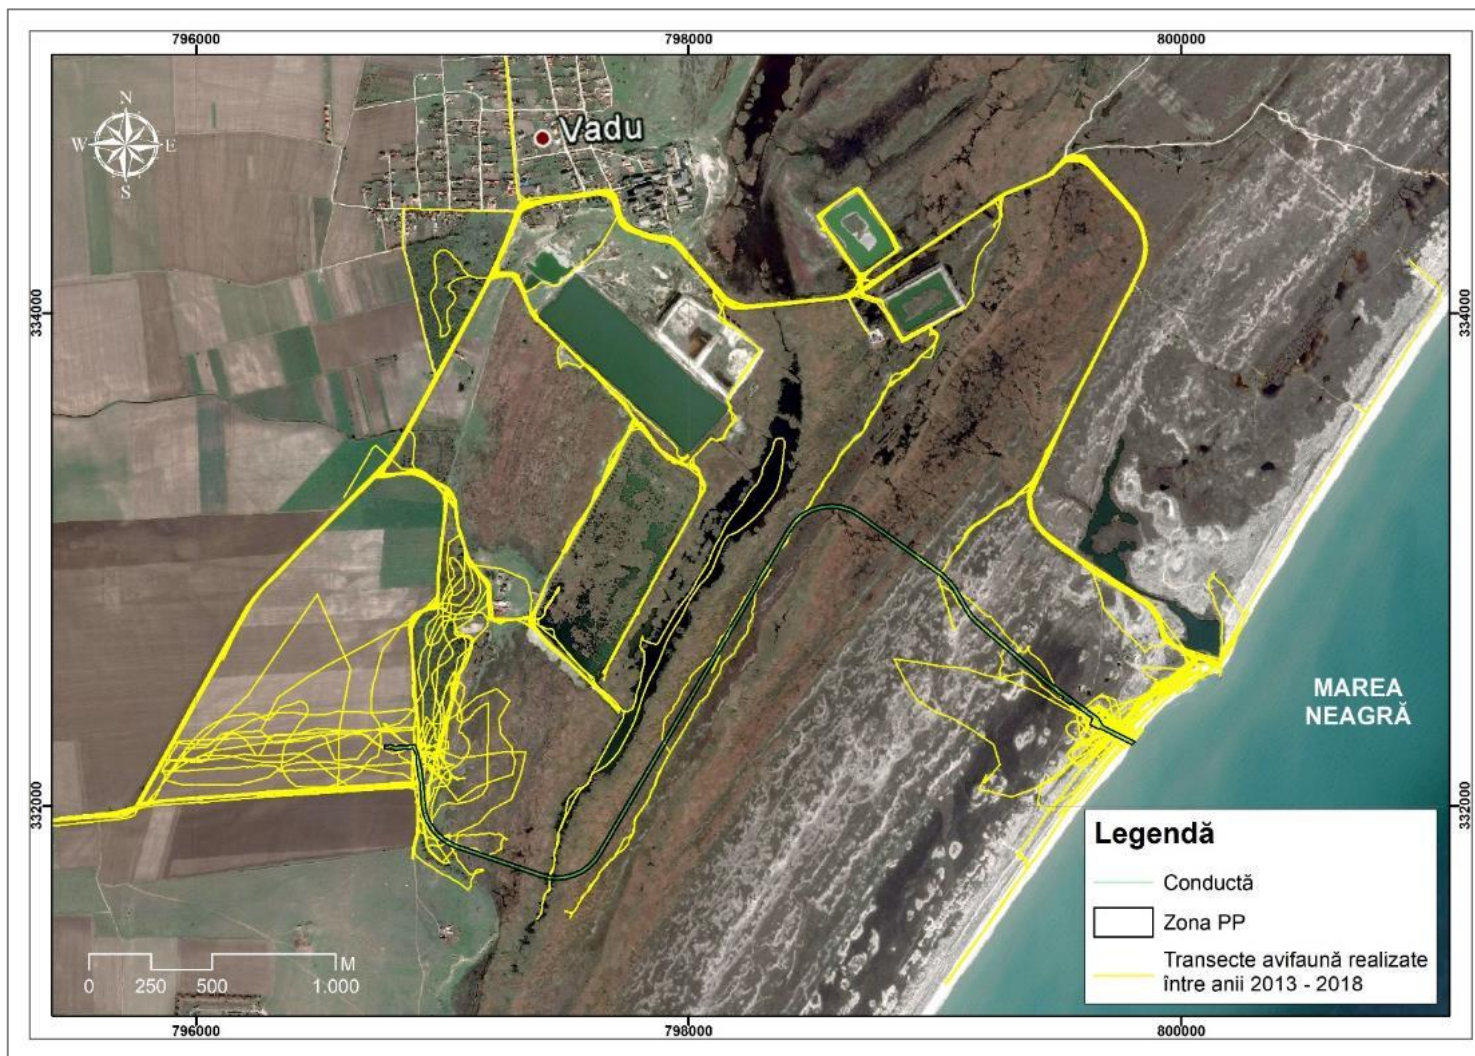 796000 798000 800000
N
W E
S
Vadu
334000 334000
MAREA
NEAGRĂ
332000 332000
Legendă
Conductă
Zona PP
Transecte avifaună realizate
între anii 2013 - 2018
M
0 250 500 1.000
796000 798000 800000